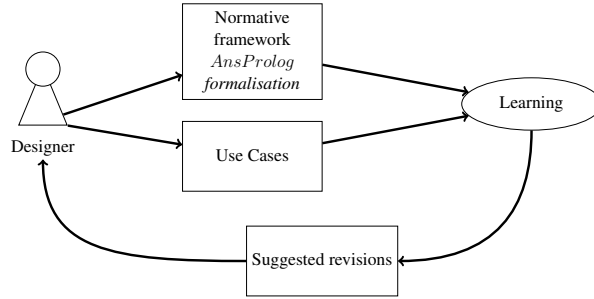 Normative
framework
AnsProlog
formalisation
Designer
Use Cases
Learning
Suggested revisions